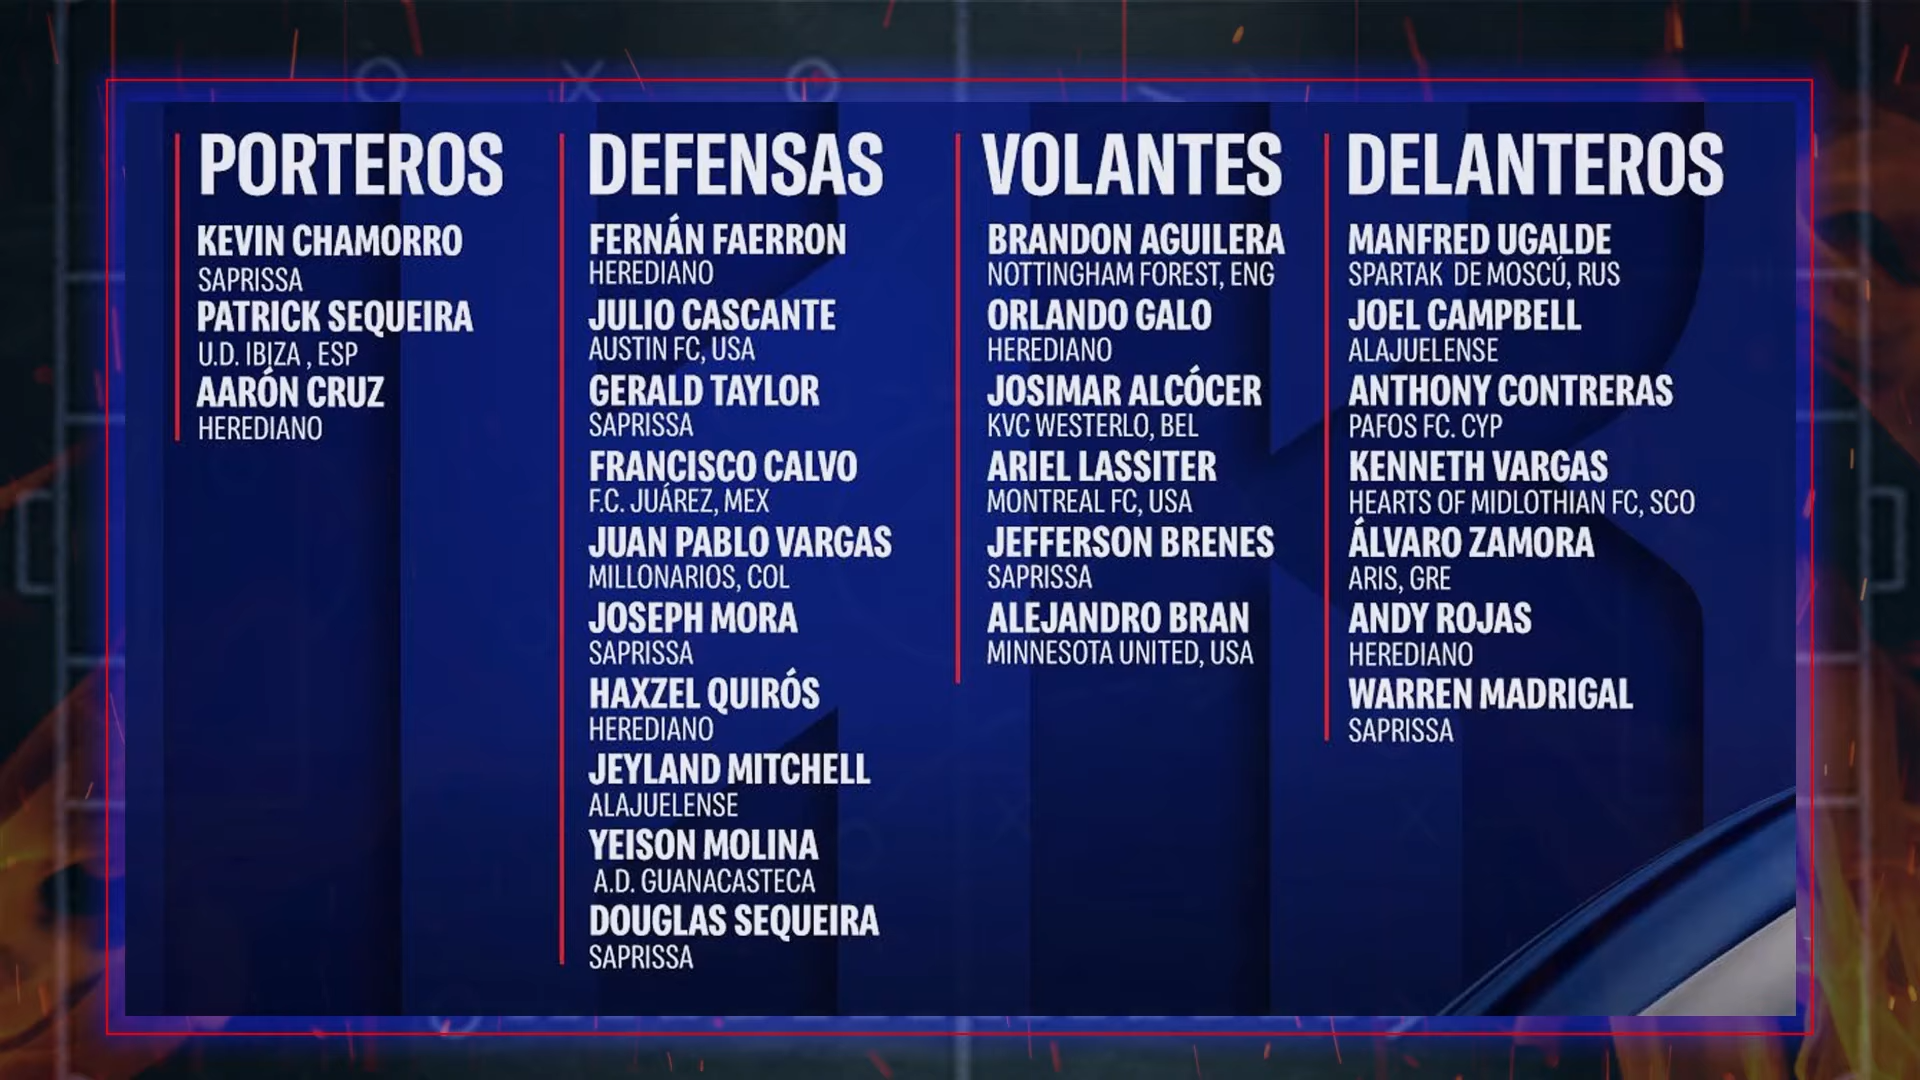 PORTEROS
KEVIN CHAMORRO
SAPRISSA
PATRICK SEQUEIRA
U.D. IBIZA , ESP
AARÓN CRUZ
HEREDIANO
DEFENSAS
FERNÁN FAERRON
HEREDIANO
JULIO CASCANTE
AUSTIN FC, USA
GERALD TAYLOR
SAPRISSA
FRANCISCO CALVO
F.C. JUÁREZ, MEX
JUAN PABLO VARGAS
MILLONARIOS, COL
JOSEPH MORA
SAPRISSA
HAXZEL QUIRÓS
HEREDIANO
JEYLAND MITCHELL
ALAJUELENSE
YEISON MOLINA
A.D. GUANACASTECA
DOUGLAS SEQUEIRA
SAPRISSA
VOLANTES
BRANDON AGUILERA
NOTTINGHAM FOREST, ENG
ORLANDO GALO
HEREDIANO
JOSIMAR ALCÓCER
KVC WESTERLO, BEL
ARIEL LASSITER
MONTREAL FC, USA
JEFFERSON BRENES
SAPRISSA
ALEJANDRO BRAN
MINNESOTA UNITED, USA
DELANTEROS
MANFRED UGALDE
SPARTAK DE MOSCÚ, RUS
JOEL CAMPBELL
ALAJUELENSE
ANTHONY CONTRERAS
PAFOS FC. CYP
KENNETH VARGAS
HEARTS OF MIDLOTHIAN FC, SCO
ÁLVARO ZAMORA
ARIS, GRE
ANDY ROJAS
HEREDIANO
WARREN MADRIGAL
SAPRISSA